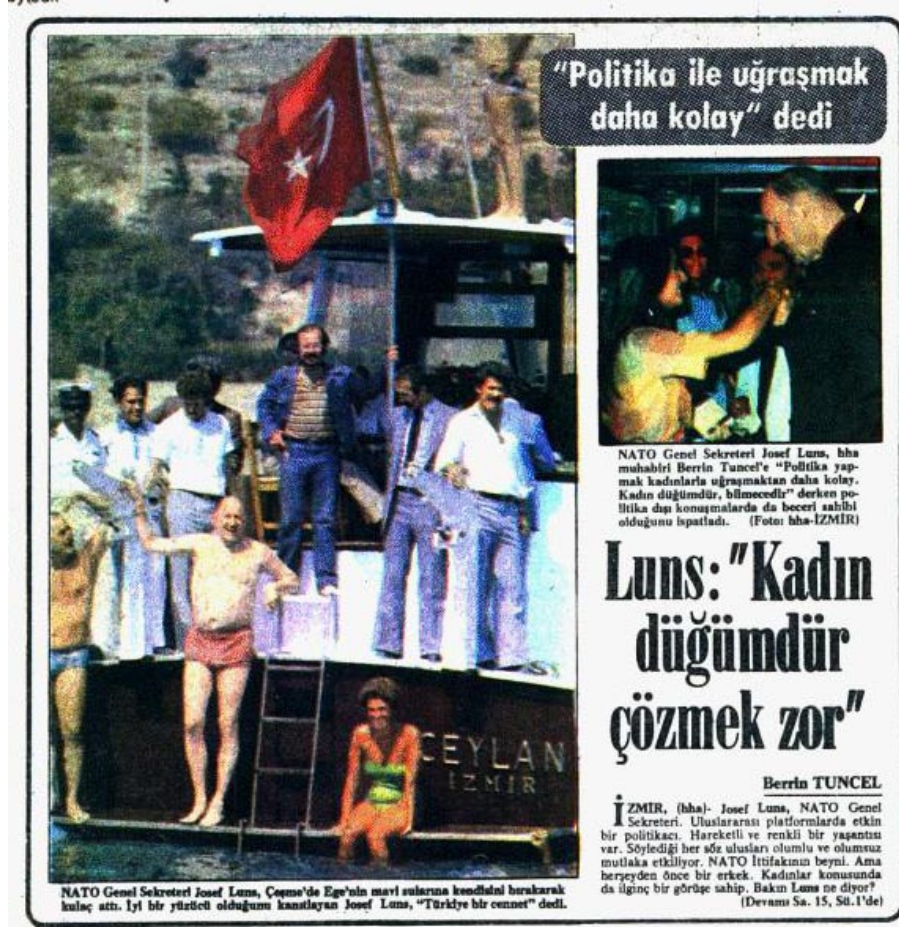 "Politika ile uğraşmak
daha kolay" dedi
NATO Genel Sekreteri Josef Luns, hha
muhabiri Berrin Tuncel'e "Politika yap-
mak kadınlarla uğraşmaktan daha kolay.
Kadın düğümdür, bilmecedir" derken po-
litika dışı konuşmalarda da beceri sahibi
olduğunu ispatladı. (Foto: hha-İZMİR)
Luns: "Kadın
düğümdür
çözmek zor"
Berrin TUNCEL
İZMİR, (hha)- Josef Luns, NATO Genel
Sekreteri. Uluslararası platformlarda etkin
bir politikacı. Hareketli ve renkli bir yaşantısı
var. Söylediği her söz ulusları olumlu ve olumsuz
mutlaka etkiliyor. NATO İttifakının beyni. Ama
herşeyden önce bir erkek. Kadınlar konusunda
da ilginç bir görüşe sahip. Bakın Luns ne diyor?
(Devamı Sa. 15, Sü.1'de)
CEYLAN
İZMİR
NATO Genel Sekreteri Josef Luns, Çeşme'de Ege'nin mavi sularına kendisini bırakarak
kulaç attı. İyi bir yüzücü olduğunu kanıtlayan Josef Luns, "Türkiye bir cennet" dedi.